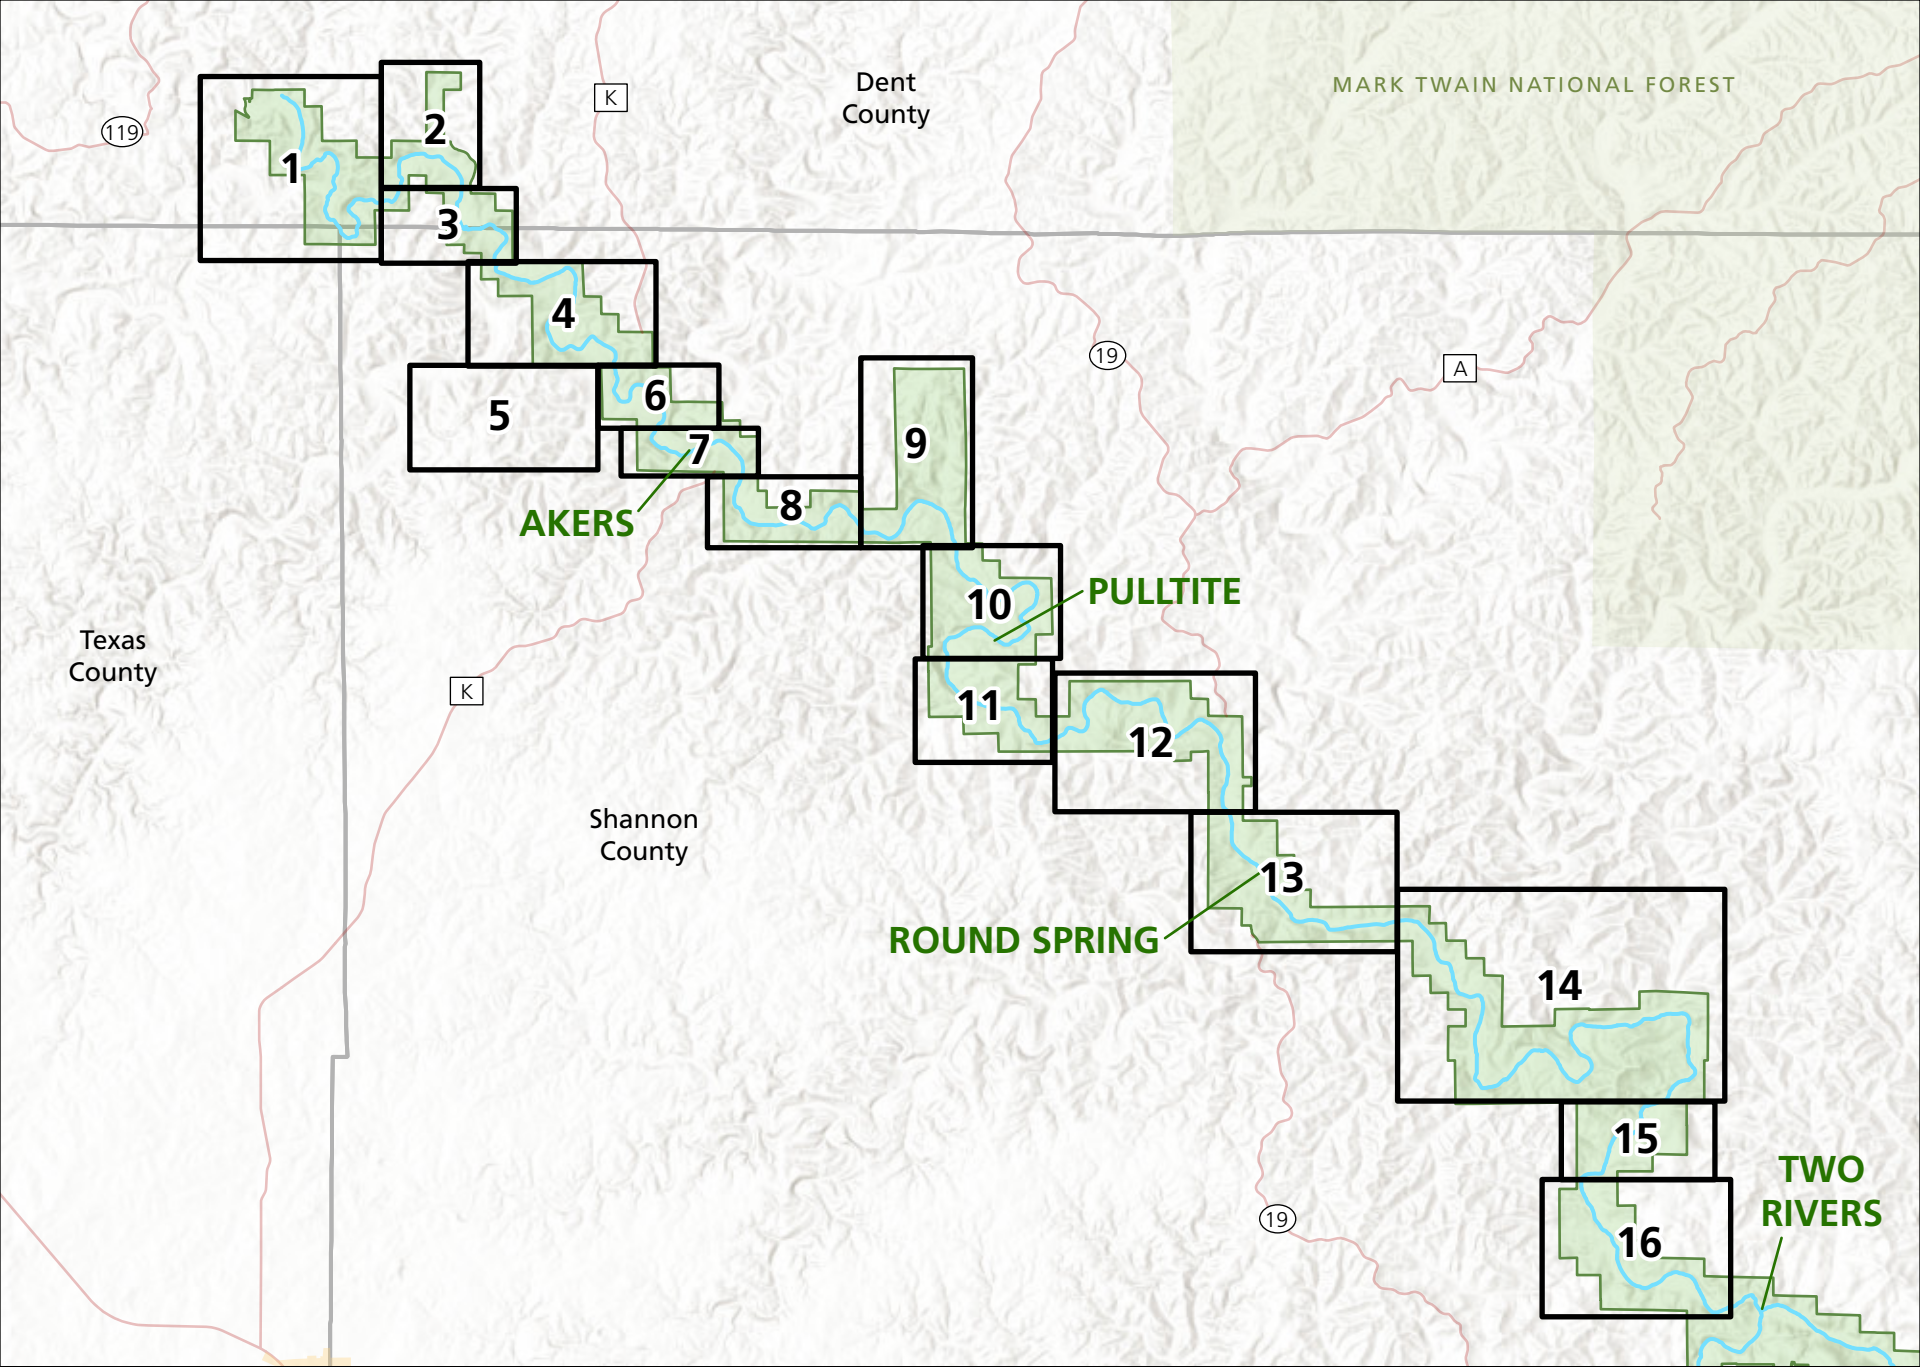 Dent
County
MARK TWAIN NATIONAL FOREST
K
119
2
1
3
4
19
A
5
6
9
7
8
AKERS
10
PULLTITE
Texas
County
K
11
12
Shannon
County
13
ROUND SPRING
14
15
TWO
RIVERS
19
16